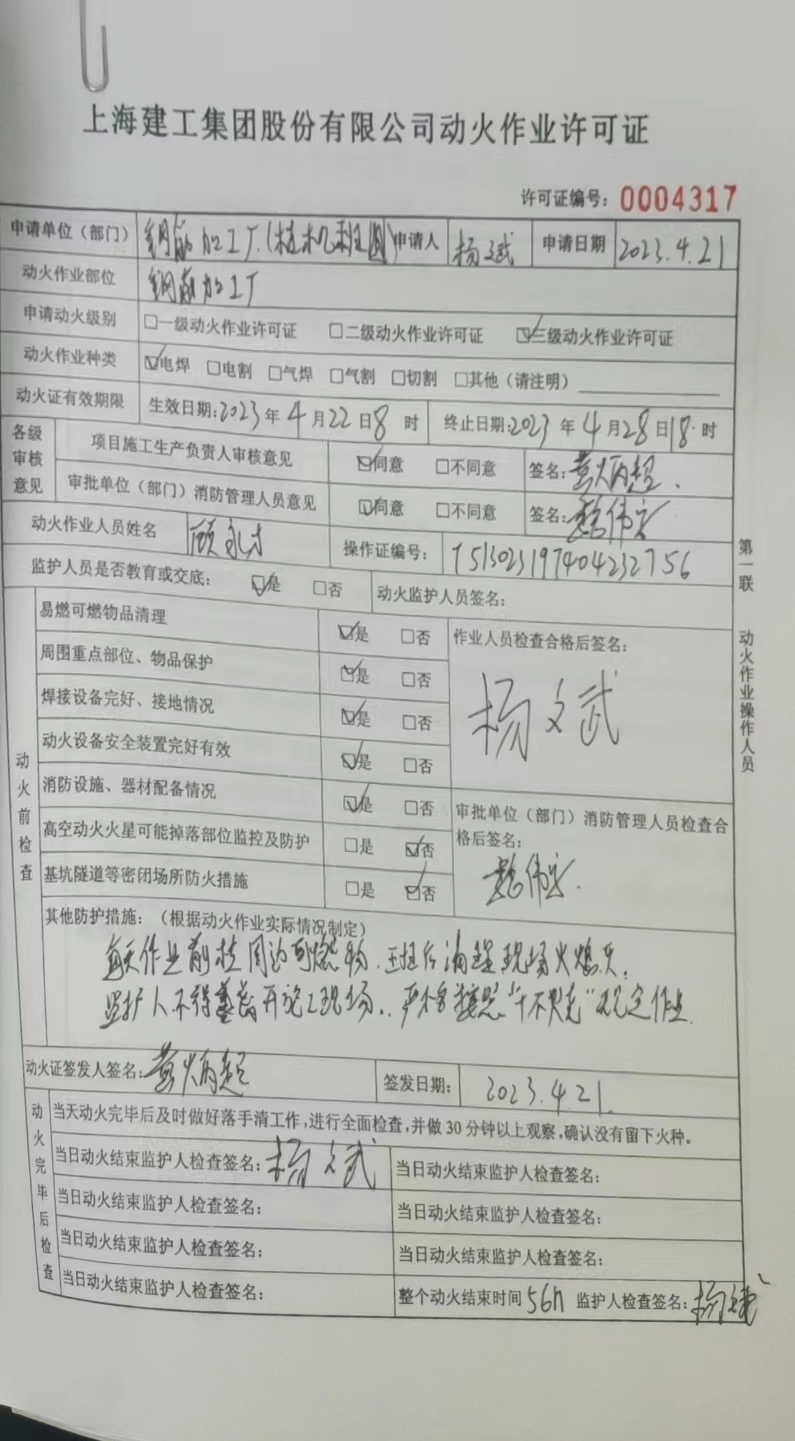 上海建工集团股份有限公司动火作业许可证
许可证编号：0004317
申请单位（部门） 钢筋加工厂（桂机班组） 申请人 杨文武 申请日期 2023.4.21
动火作业部位 钢筋加工厂
申请动火级别 □一级动火作业许可证 □二级动火作业许可证 ☑三级动火作业许可证
动火作业种类 ☑电焊 □电割 □气焊 □气割 □切割 □其他（请注明）
动火证有效期限 生效日期：2023年4月22日8时 终止日期：2023年4月28日18时
各级审核意见 项目施工生产负责人审核意见 ☑同意 □不同意 签名：黄炳超
审批单位（部门）消防管理人员意见 ☑同意 □不同意 签名：
动火作业人员姓名 顾永才 操作证编号：T513023197404232756
监护人员是否教育或交底： ☑是 □否 动火监护人员签名：
动火前检查
易燃可燃物品清理 ☑是 □否 作业人员检查合格后签名：
周围重点部位、物品保护 ☑是 □否
焊接设备完好、接地情况 ☑是 □否 杨文武
动火设备安全装置完好有效 ☑是 □否
消防设施、器材配备情况 ☑是 □否 审批单位（部门）消防管理人员检查合
高空动火火星可能掉落部位监控及防护 □是 ☑否 格后签名：
基坑隧道等密闭场所防火措施 □是 ☑否
其他防护措施：（根据动火作业实际情况制定）
每天作业前 周边可燃物. 清理现场火熄灭.
监护人不得 离开施工现场.. 严格 "十不烧"规定作业
动火证签发人签名：黄炳超 签发日期：2023.4.21.
动火完毕后检查
当天动火完毕后及时做好落手清工作，进行全面检查，并做30分钟以上观察，确认没有留下火种。
当日动火结束监护人检查签名：杨文武 当日动火结束监护人检查签名：
当日动火结束监护人检查签名： 当日动火结束监护人检查签名：
当日动火结束监护人检查签名： 当日动火结束监护人检查签名：
当日动火结束监护人检查签名： 整个动火结束时间 56h 监护人检查签名：杨文武
第一联 动火作业操作人员